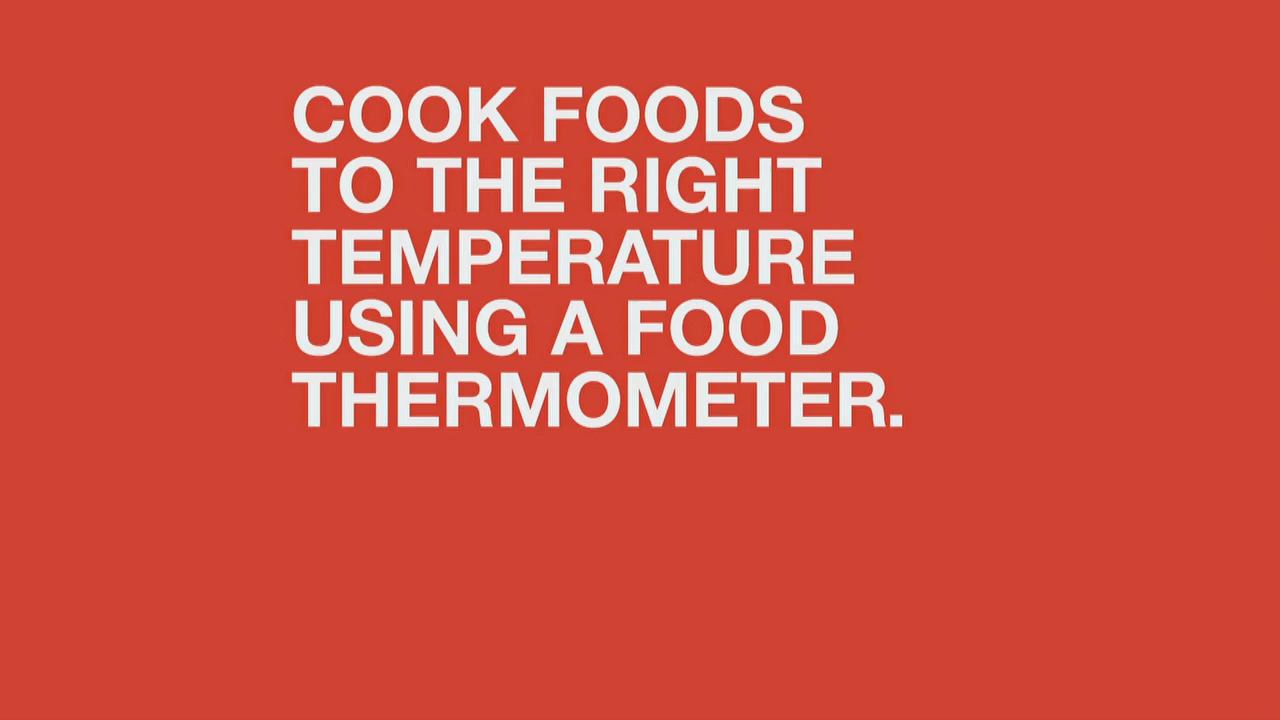 COOK FOODS
TO THE RIGHT
TEMPERATURE
USING A FOOD
THERMOMETER.